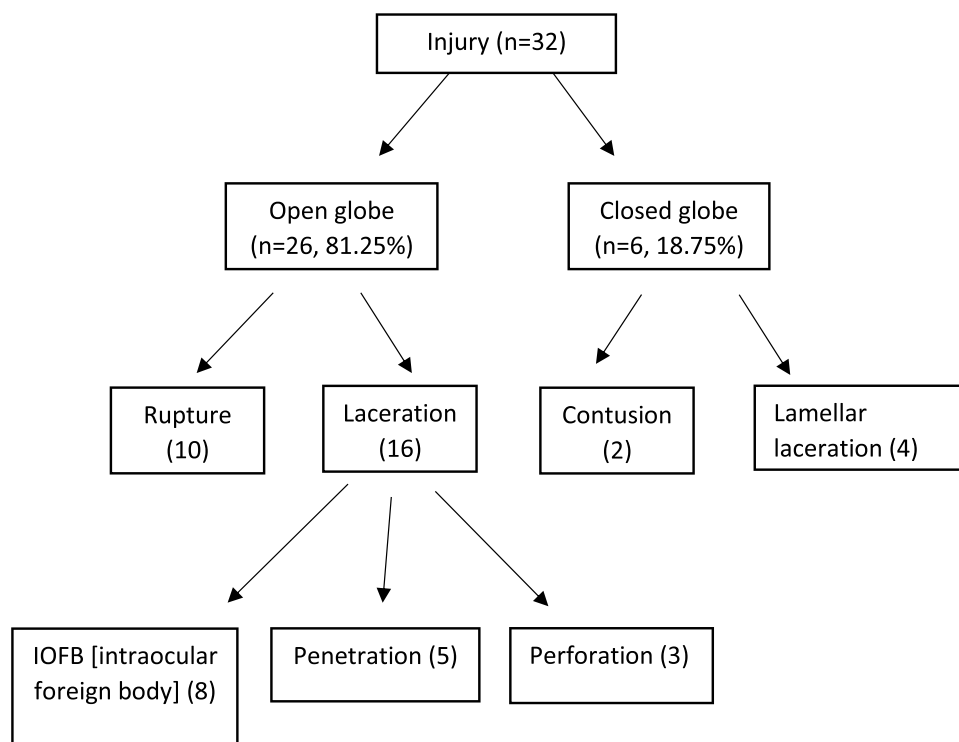 Injury (n=32)
Open globe
(n=26, 81.25%)
Closed globe
(n=6, 18.75%)
Rupture
(10)
Laceration
(16)
Contusion
(2)
Lamellar
laceration (4)
IOFB [intraocular
foreign body] (8)
Penetration (5)
Perforation (3)